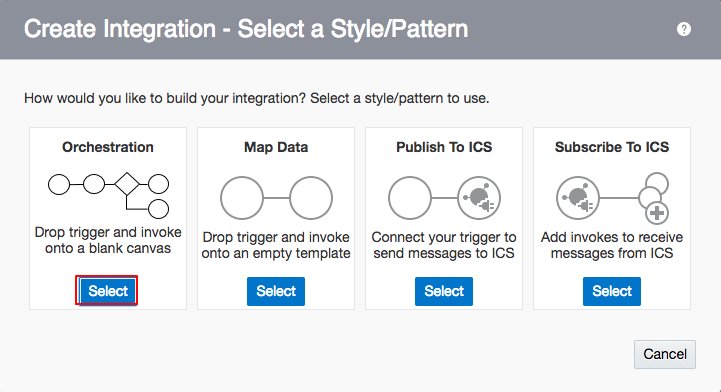 Create Integration - Select a Style/Pattern
?
How would you like to build your integration? Select a style/pattern to use.
Orchestration
Drop trigger and invoke
onto a blank canvas
Select
Map Data
Drop trigger and invoke
onto an empty template
Select
Publish To ICS
Connect your trigger to
send messages to ICS
Select
Subscribe To ICS
Add invokes to receive
messages from ICS
Select
Cancel